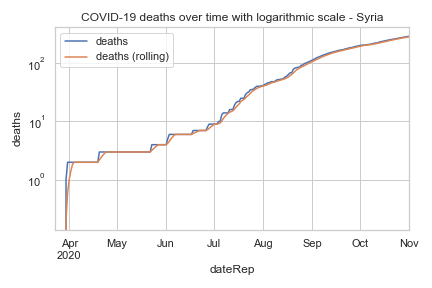 COVID-19 deaths over time with logarithmic scale - Syria
deaths
deaths (rolling)
10²
10¹
10⁰
deaths
Apr May Jun Jul Aug Sep Oct Nov
2020
dateRep